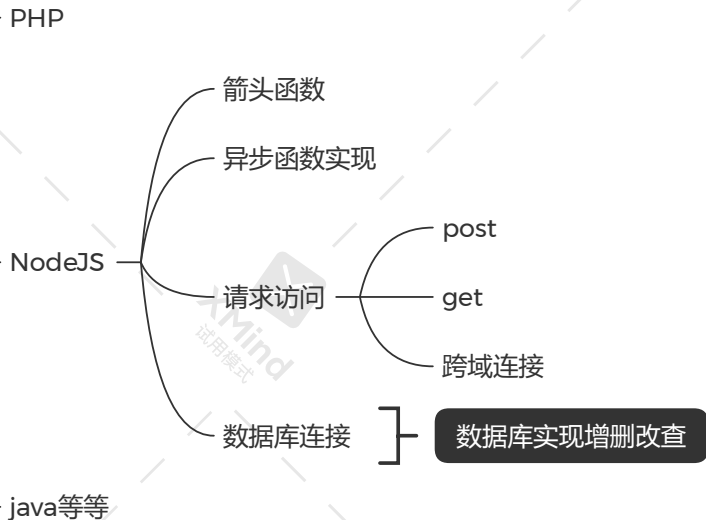 PHP
箭头函数
异步函数实现
post
NodeJS
请求访问
get
跨域连接
数据库连接
数据库实现增删改查
java等等
XMind
试用模式